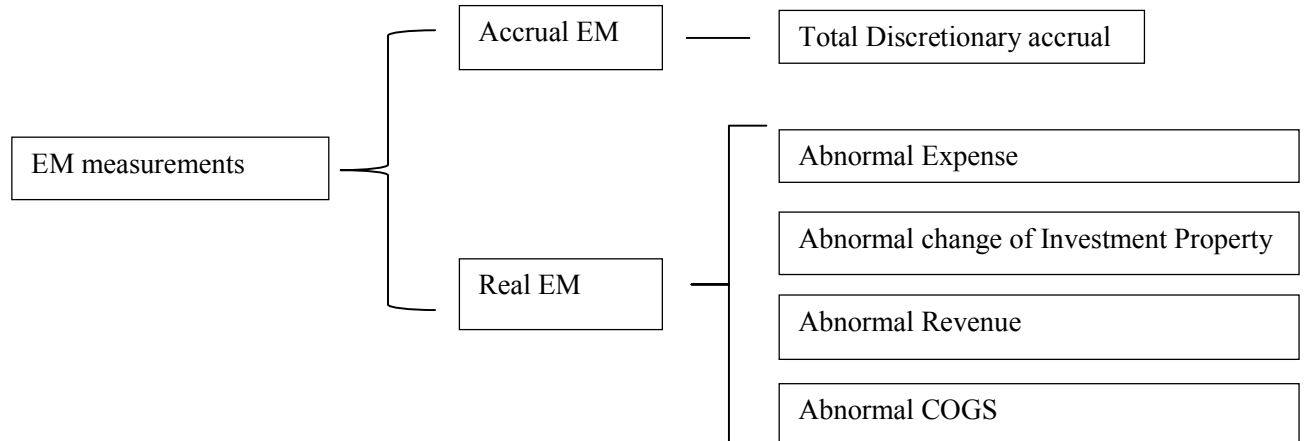 Accrual EM
Total Discretionary accrual
EM measurements
Abnormal Expense
Abnormal change of Investment Property
Real EM
Abnormal Revenue
Abnormal COGS